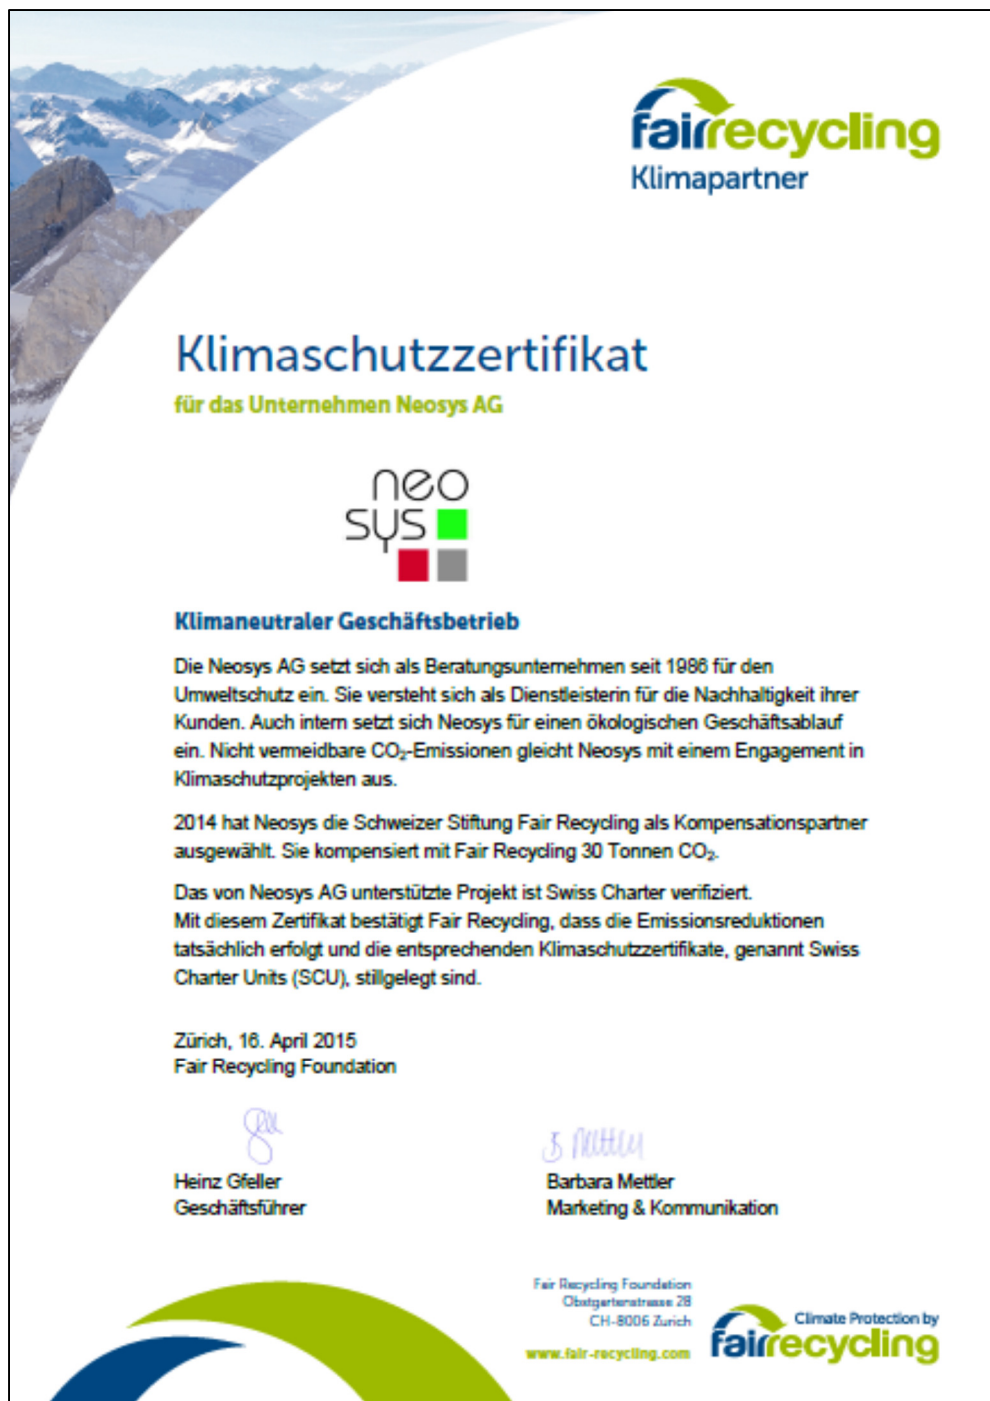 fairrecycling
Klimapartner
Klimaschutzzertifikat
für das Unternehmen Neosys AG
neo
sys
Klimaneutraler Geschäftsbetrieb
Die Neosys AG setzt sich als Beratungsunternehmen seit 1986 für den
Umweltschutz ein. Sie versteht sich als Dienstleisterin für die Nachhaltigkeit ihrer
Kunden. Auch intern setzt sich Neosys für einen ökologischen Geschäftsablauf
ein. Nicht vermeidbare CO₂-Emissionen gleicht Neosys mit einem Engagement in
Klimaschutzprojekten aus.
2014 hat Neosys die Schweizer Stiftung Fair Recycling als Kompensationspartner
ausgewählt. Sie kompensiert mit Fair Recycling 30 Tonnen CO₂.
Das von Neosys AG unterstützte Projekt ist Swiss Charter verifiziert.
Mit diesem Zertifikat bestätigt Fair Recycling, dass die Emissionsreduktionen
tatsächlich erfolgt und die entsprechenden Klimaschutzzertifikate, genannt Swiss
Charter Units (SCU), stillgelegt sind.
Zürich, 16. April 2015
Fair Recycling Foundation
B Mettler
Heinz Gfeller
Geschäftsführer
Barbara Mettler
Marketing & Kommunikation
Fair Recycling Foundation
Obstgartenstrasse 28
CH-8006 Zurich
www.fair-recycling.com
Climate Protection by
fairrecycling